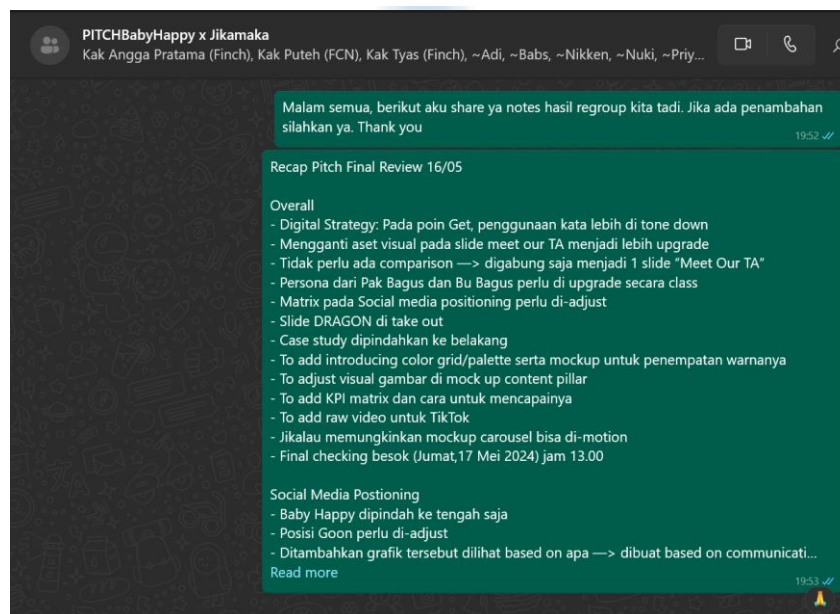 PITCHBabyHappy x Jikamaka
Kak Angga Pratama (Finch), Kak Puteh (FCN), Kak Tyas (Finch), ~Adi, ~Babs, ~Nikken, ~Nuki, ~Priy...
Malam semua, berikut aku share ya notes hasil regroup kita tadi. Jika ada penambahan
silahkan ya. Thank you
19:52
Recap Pitch Final Review 16/05
Overall
- Digital Strategy: Pada poin Get, penggunaan kata lebih di tone down
- Mengganti aset visual pada slide meet our TA menjadi lebih upgrade
- Tidak perlu ada comparison —> digabung saja menjadi 1 slide “Meet Our TA”
- Persona dari Pak Bagus dan Bu Bagus perlu di upgrade secara class
- Matrix pada Social media positioning perlu di-adjust
- Slide DRAGON di take out
- Case study dipindahkan ke belakang
- To add introducing color grid/palette serta mockup untuk penempatan warnanya
- To adjust visual gambar di mock up content pillar
- To add KPI matrix dan cara untuk mencapainya
- To add raw video untuk TikTok
- Jikalau memungkinkan mockup carousel bisa di-motion
- Final checking besok (Jumat,17 Mei 2024) jam 13.00
Social Media Postioning
- Baby Happy dipindah ke tengah saja
- Posisi Goon perlu di-adjust
- Ditambahkan grafik tersebut dilihat based on apa —> dibuat based on communicati...
Read more
19:53